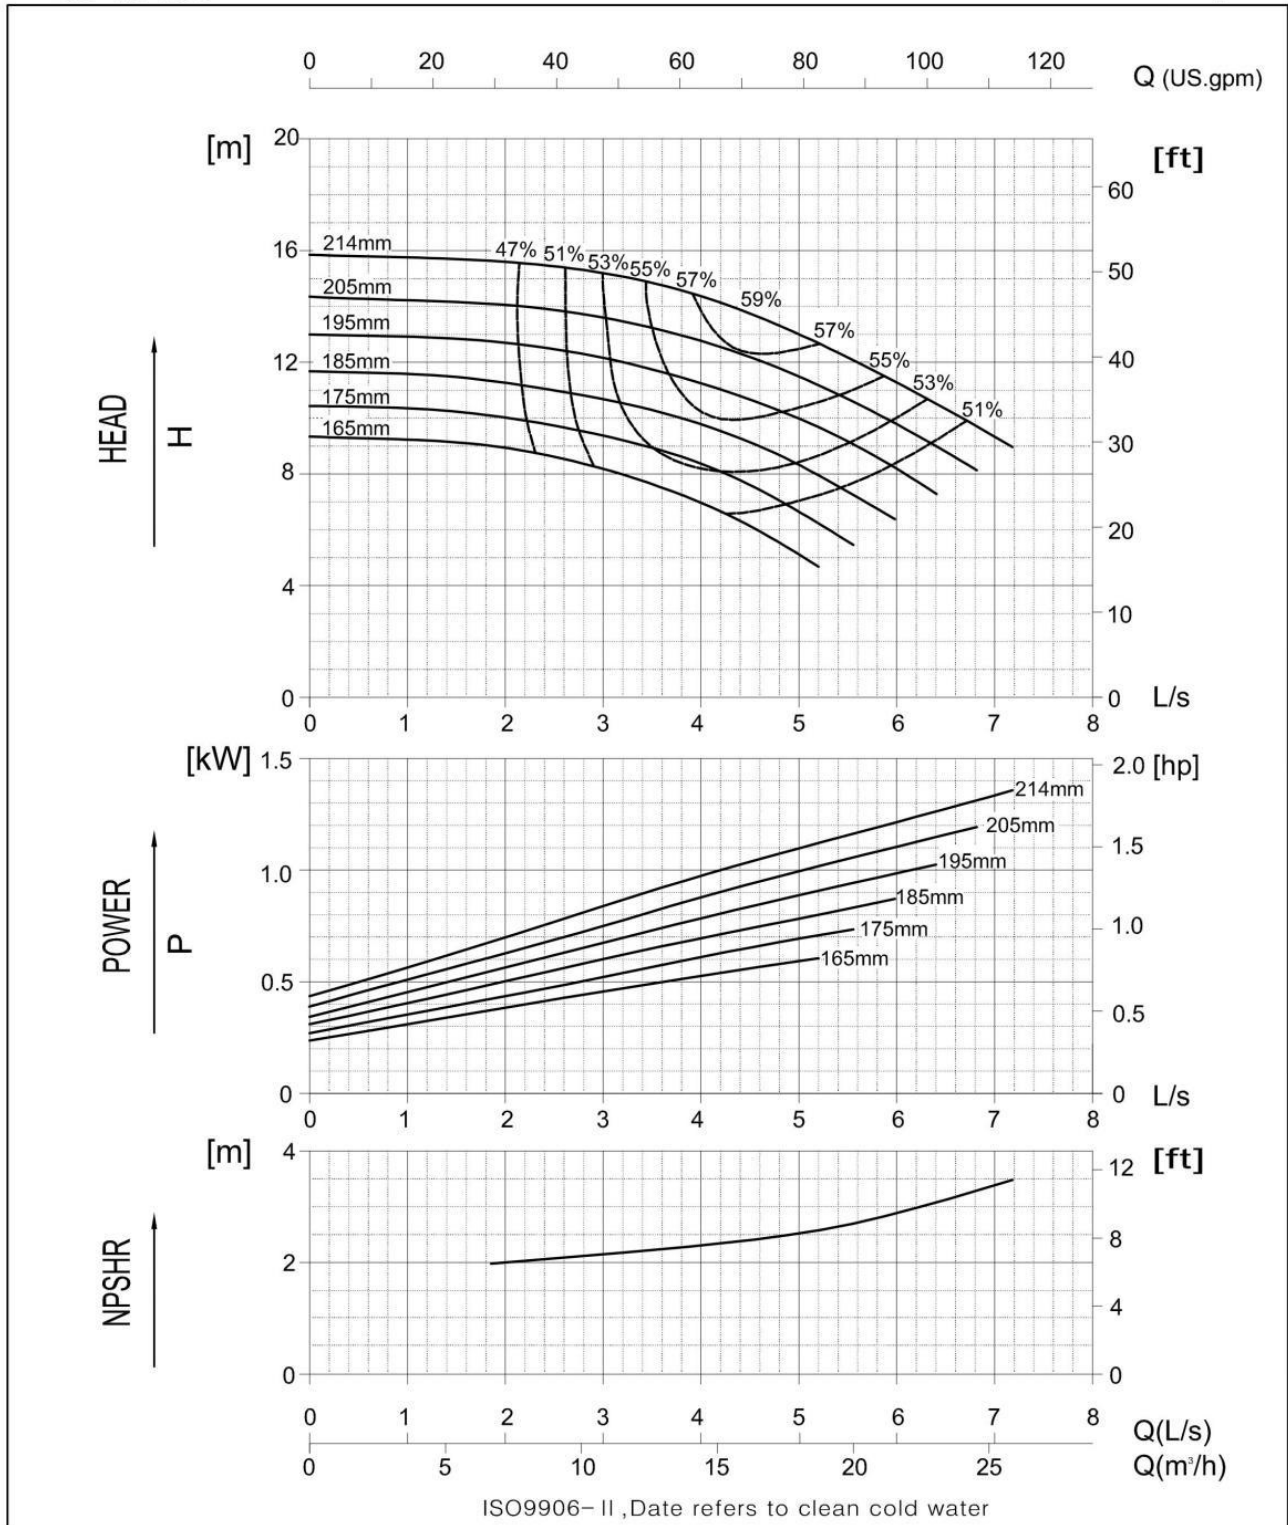 0 20 40 60 80 100 120
Q (US.gpm)
[m] 20
[ft]
60
16
214mm
47% 51% 53% 55% 57%
50
59%
205mm
57%
195mm
12
40
185mm
55%
53%
175mm
51%
165mm
HEAD
H
30
8
20
4
10
0
0 L/s
0 1 2 3 4 5 6 7 8
[kW] 1.5
2.0 [hp]
214mm
205mm
1.5
1.0
195mm
185mm
1.0
175mm
165mm
POWER
P
0.5
0.5
0
0 L/s
0 1 2 3 4 5 6 7 8
[m] 4
12 [ft]
8
2
NPSHR
4
0
0
0 1 2 3 4 5 6 7 8
Q(L/s)
0 5 10 15 20 25
Q(m³/h)
ISO9906-II ,Date refers to clean cold water